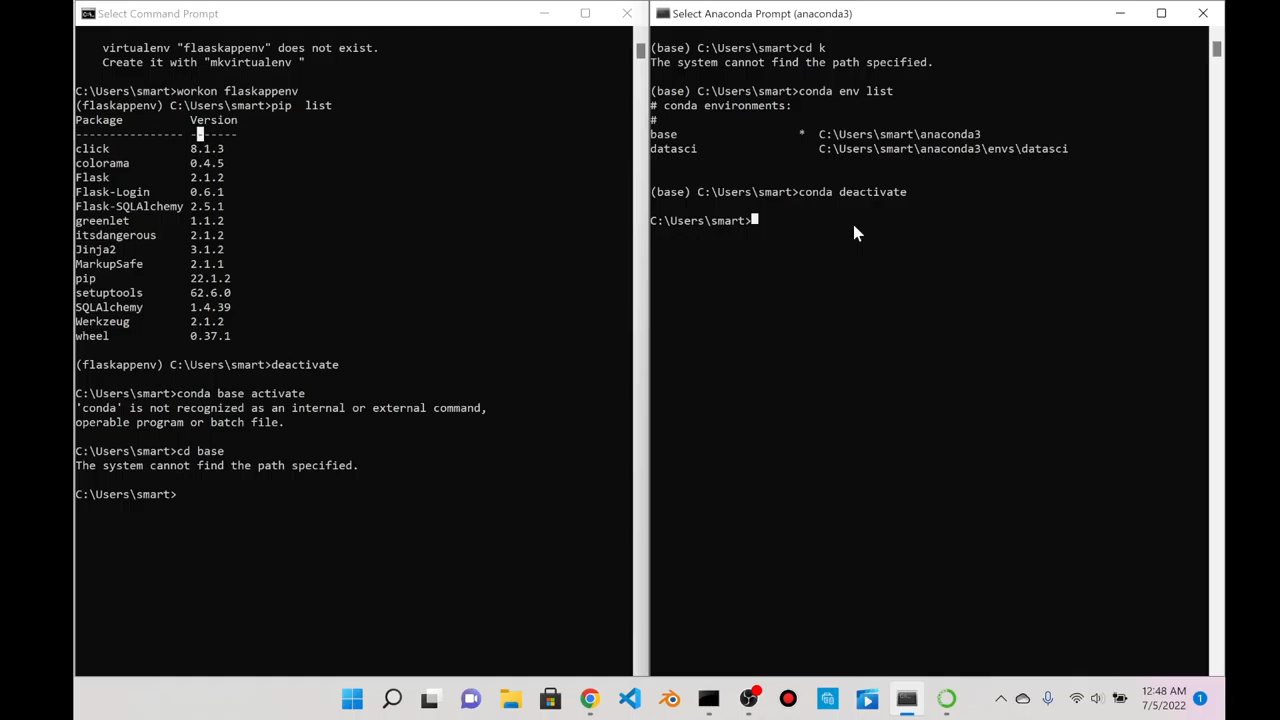 Select Command Prompt
virtualenv "flaaskappenv" does not exist.
Create it with "mkvirtualenv "
C:\Users\smart>workon flaskappenv
(flaskappenv) C:\Users\smart>pip  list
Package Version
---------------- -------
click 8.1.3
colorama 0.4.5
Flask 2.1.2
Flask-Login 0.6.1
Flask-SQLAlchemy 2.5.1
greenlet 1.1.2
itsdangerous 2.1.2
Jinja2 3.1.2
MarkupSafe 2.1.1
pip 22.1.2
setuptools 62.6.0
SQLAlchemy 1.4.39
Werkzeug 2.1.2
wheel 0.37.1
(flaskappenv) C:\Users\smart>deactivate
C:\Users\smart>conda base activate
'conda' is not recognized as an internal or external command,
operable program or batch file.
C:\Users\smart>cd base
The system cannot find the path specified.
C:\Users\smart>
Select Anaconda Prompt (anaconda3)
(base) C:\Users\smart>cd k
The system cannot find the path specified.
(base) C:\Users\smart>conda env list
# conda environments:
#
base * C:\Users\smart\anaconda3
datasci C:\Users\smart\anaconda3\envs\datasci
(base) C:\Users\smart>conda deactivate
C:\Users\smart>
12:48 AM
7/5/2022
1